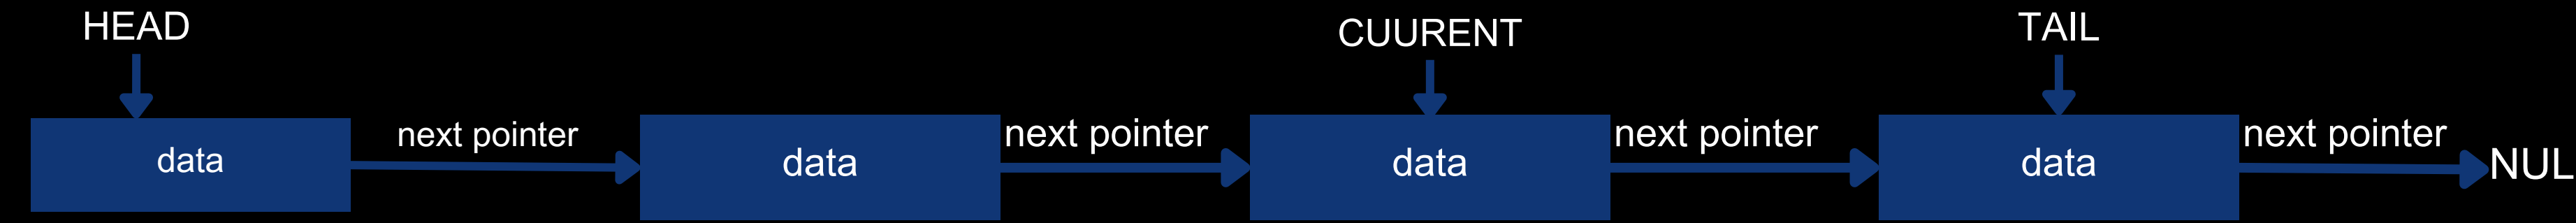 HEAD
CUURENT
TAIL
next pointer
next pointer
next pointer
next pointer
data
data
data
data
NUL